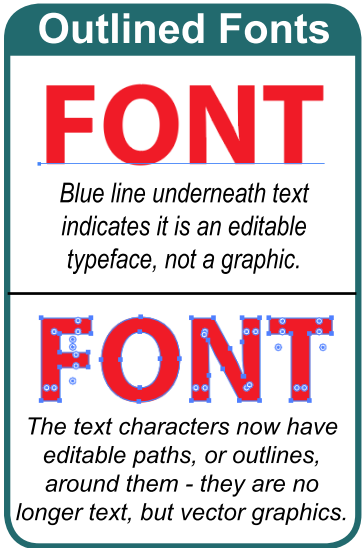 Outlined Fonts
FONT
Blue line underneath text
indicates it is an editable
typeface, not a graphic.
FONT
The text characters now have
editable paths, or outlines,
around them - they are no
longer text, but vector graphics.